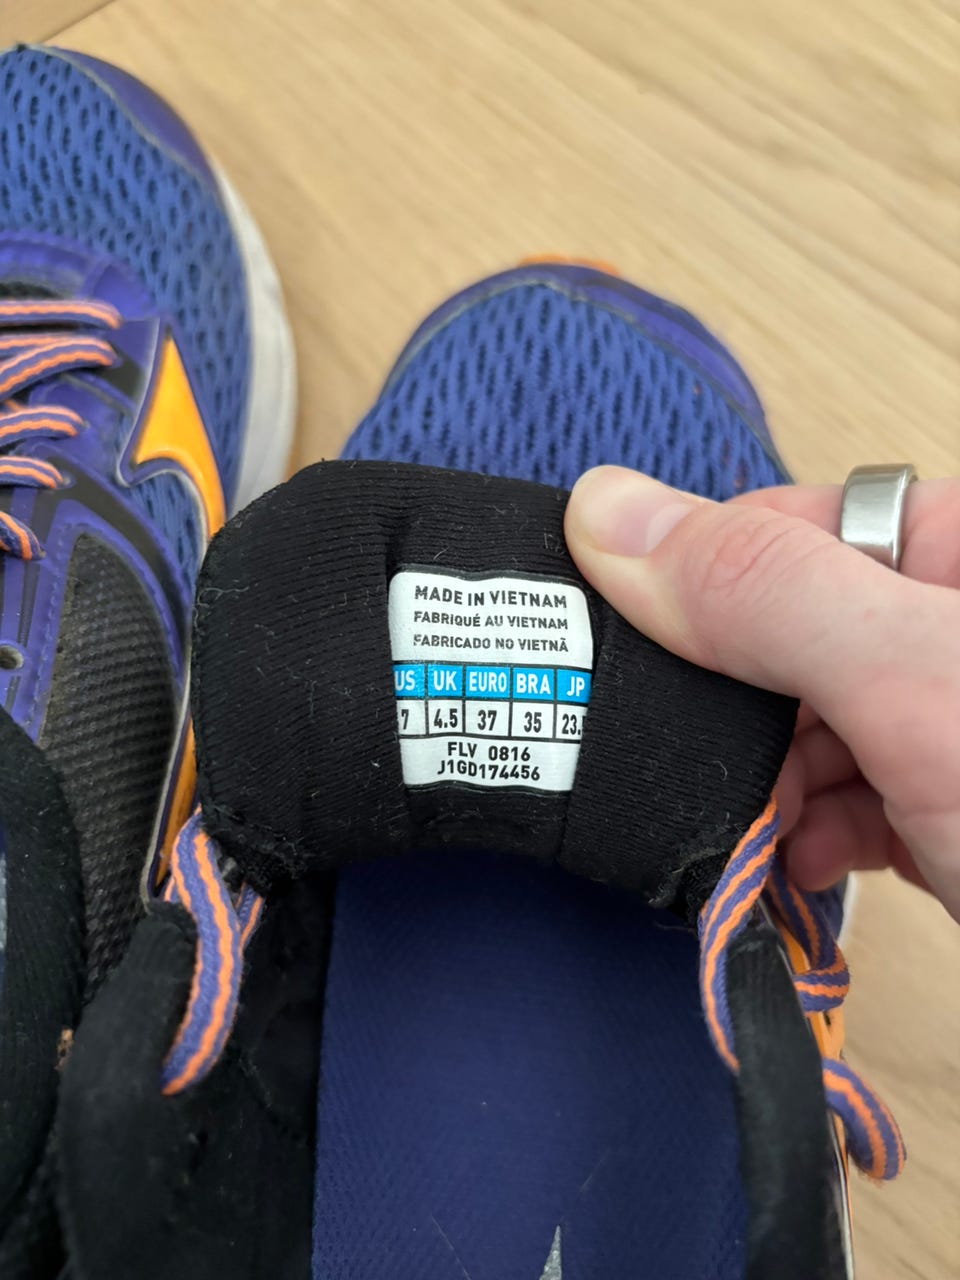 MADE IN VIETNAM
FABRIQUÉ AU VIETNAM
FABRICADO NO VIETNÃ
US UK EURO BRA JP
7 4.5 37 35 23.
FLV 0816
J1GD174456